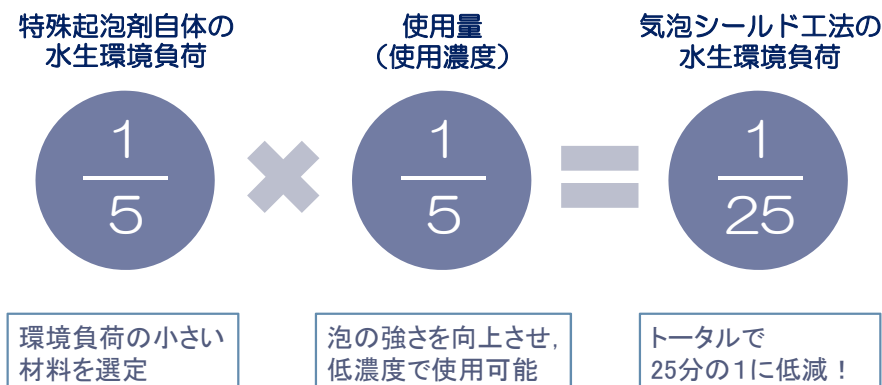 特殊起泡剤自体の
水生環境負荷
使用量
（使用濃度）
気泡シールド工法の
水生環境負荷
1
5
×
1
5
=
1
25
環境負荷の小さい
材料を選定
泡の強さを向上させ，
低濃度で使用可能
トータルで
25分の1に低減！